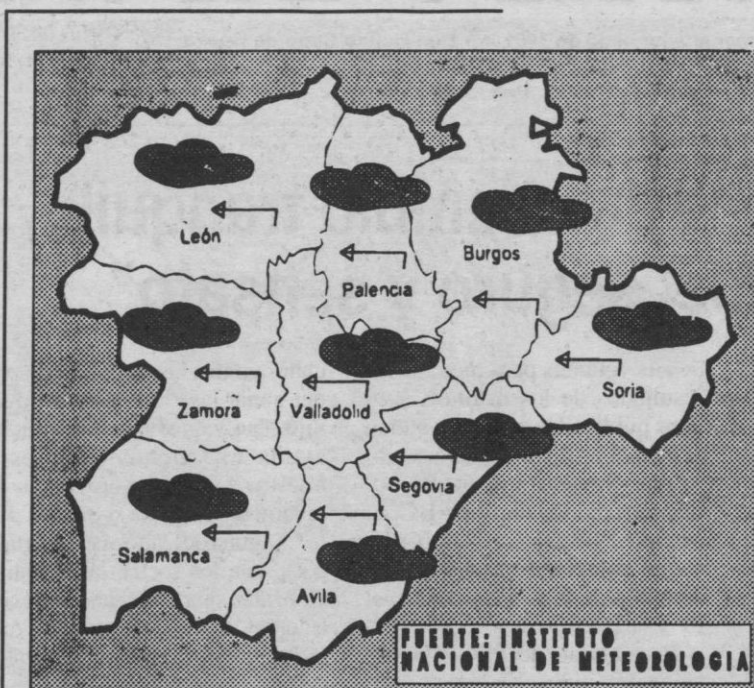 León
Palencia
Burgos
Zamora
Valladolid
Soria
Segovia
Salamanca
Avila
FUENTE: INSTITUTO
NACIONAL DE METEOROLOGIA